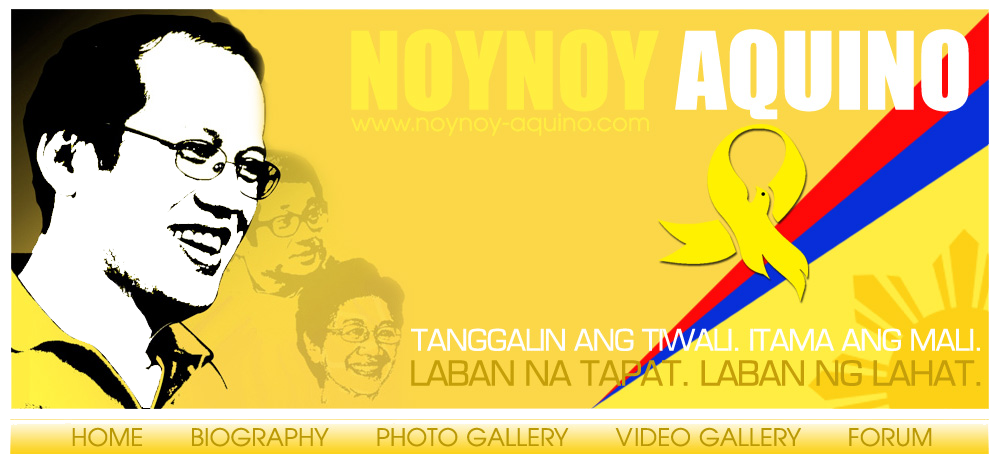 NOYNOY AQUINO
www.noynoy-aquino.com
TANGGALIN ANG TIWALI. ITAMA ANG MALI.
LABAN NA TAPAT. LABAN NG LAHAT.
HOME BIOGRAPHY PHOTO GALLERY VIDEO GALLERY FORUM